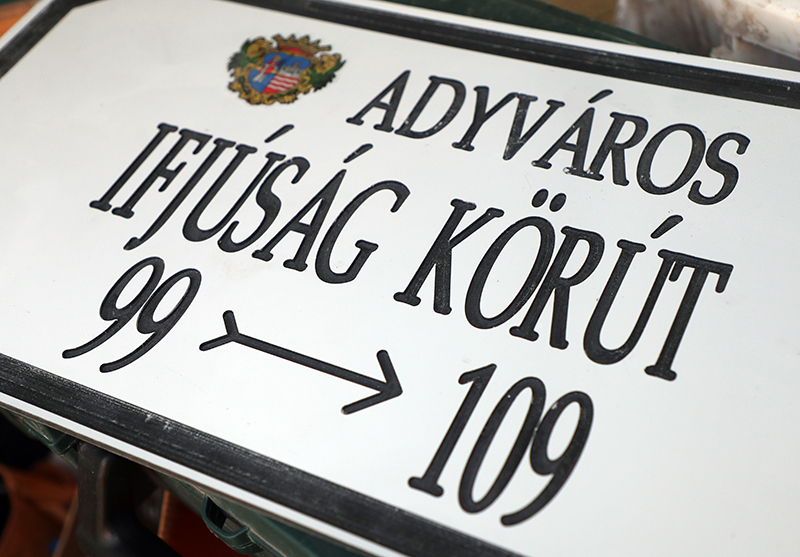 ADYVÁROS
IFJÚSÁG KÖRÚT
99 → 109